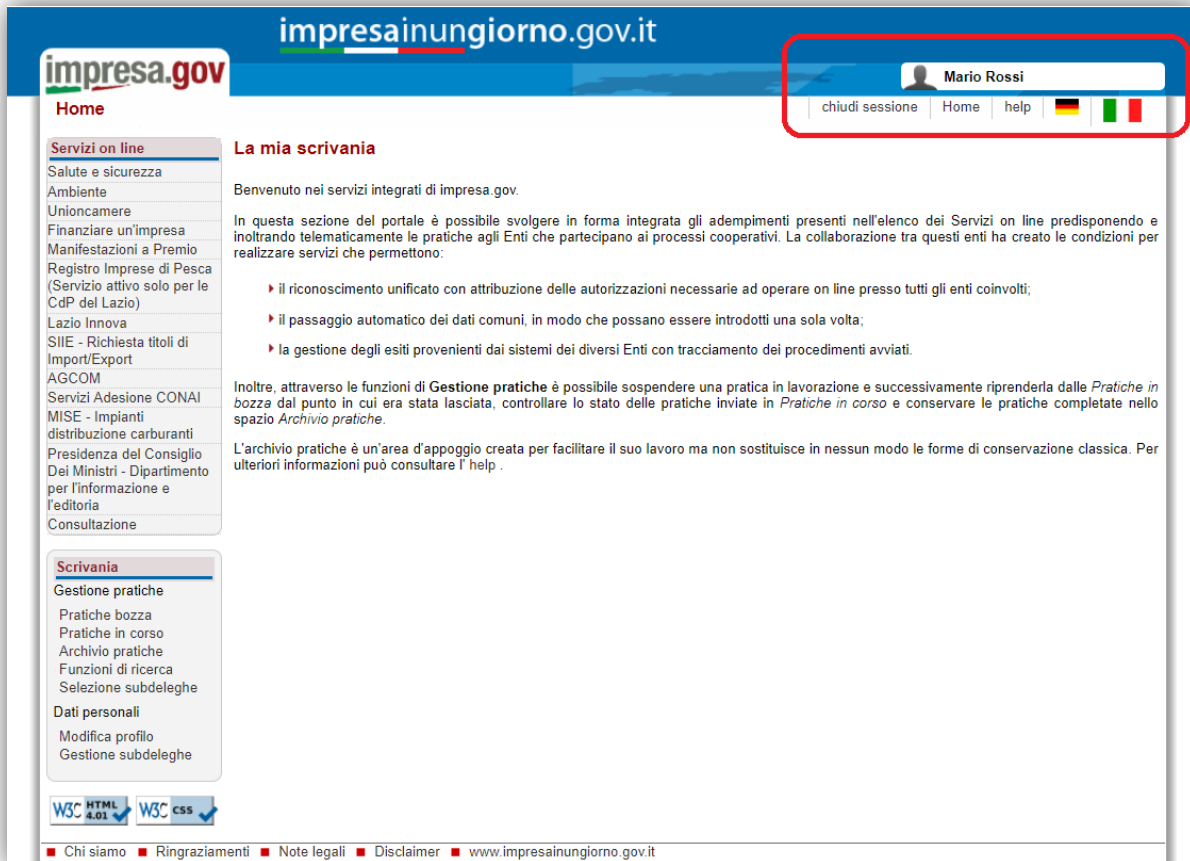 impresainungiorno.gov.it
impresa.gov
Mario Rossi
Home
chiudi sessione Home help
Servizi on line
Salute e sicurezza
Ambiente
Unioncamere
Finanziare un'impresa
Manifestazioni a Premio
Registro Imprese di Pesca
(Servizio attivo solo per le
CdP del Lazio)
Lazio Innova
SIIE - Richiesta titoli di
Import/Export
AGCOM
Servizi Adesione CONAI
MISE - Impianti
distribuzione carburanti
Presidenza del Consiglio
Dei Ministri - Dipartimento
per l'informazione e
l'editoria
Consultazione
Scrivania
Gestione pratiche
Pratiche bozza
Pratiche in corso
Archivio pratiche
Funzioni di ricerca
Selezione subdeleghe
Dati personali
Modifica profilo
Gestione subdeleghe
W3C HTML 4.01 W3C css
La mia scrivania
Benvenuto nei servizi integrati di impresa.gov.
In questa sezione del portale è possibile svolgere in forma integrata gli adempimenti presenti nell'elenco dei Servizi on line predisponendo e
inoltrando telematicamente le pratiche agli Enti che partecipano ai processi cooperativi. La collaborazione tra questi enti ha creato le condizioni per
realizzare servizi che permettono:
il riconoscimento unificato con attribuzione delle autorizzazioni necessarie ad operare on line presso tutti gli enti coinvolti;
il passaggio automatico dei dati comuni, in modo che possano essere introdotti una sola volta;
la gestione degli esiti provenienti dai sistemi dei diversi Enti con tracciamento dei procedimenti avviati.
Inoltre, attraverso le funzioni di Gestione pratiche è possibile sospendere una pratica in lavorazione e successivamente riprenderla dalle Pratiche in
bozza dal punto in cui era stata lasciata, controllare lo stato delle pratiche inviate in Pratiche in corso e conservare le pratiche completate nello
spazio Archivio pratiche.
L'archivio pratiche è un'area d'appoggio creata per facilitare il suo lavoro ma non sostituisce in nessun modo le forme di conservazione classica. Per
ulteriori informazioni può consultare l' help .
Chi siamo Ringraziamenti Note legali Disclaimer www.impresainungiorno.gov.it